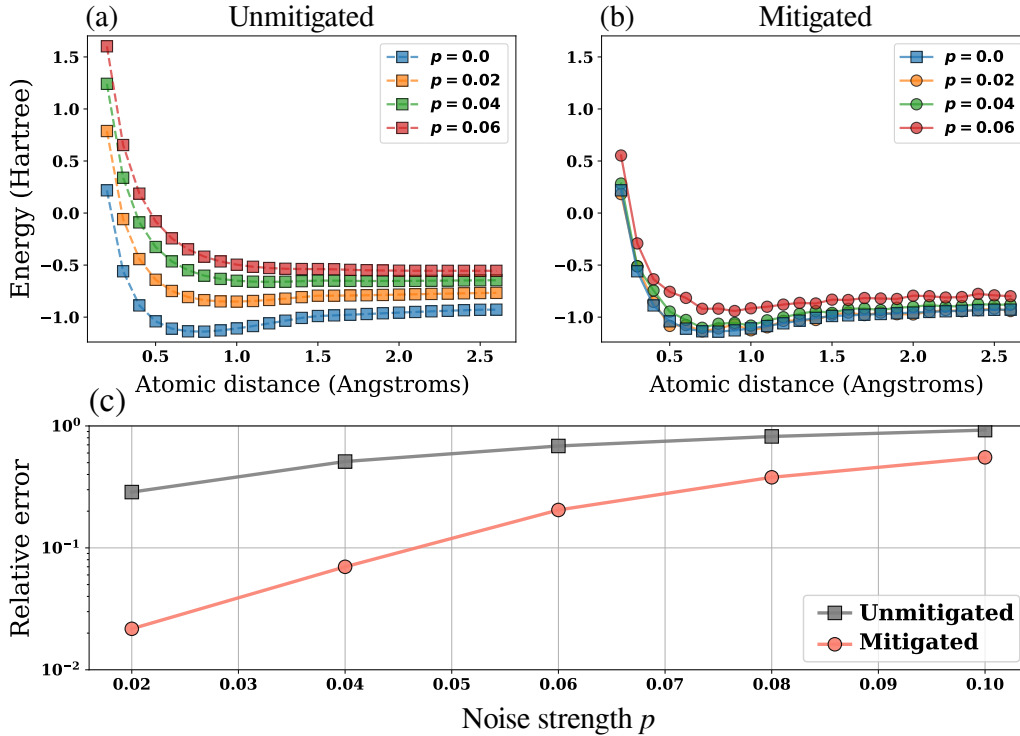 (a) Unmitigated
(b) Mitigated
Energy (Hartree)
1.5
1.0
0.5
0.0
−0.5
−1.0
p = 0.0
p = 0.02
p = 0.04
p = 0.06
0.5 1.0 1.5 2.0 2.5
Atomic distance (Angstroms)
1.5
1.0
0.5
0.0
−0.5
−1.0
p = 0.0
p = 0.02
p = 0.04
p = 0.06
0.5 1.0 1.5 2.0 2.5
Atomic distance (Angstroms)
(c)
Relative error
10⁰
10⁻¹
10⁻²
Unmitigated
Mitigated
0.02 0.03 0.04 0.05 0.06 0.07 0.08 0.09 0.10
Noise strength p